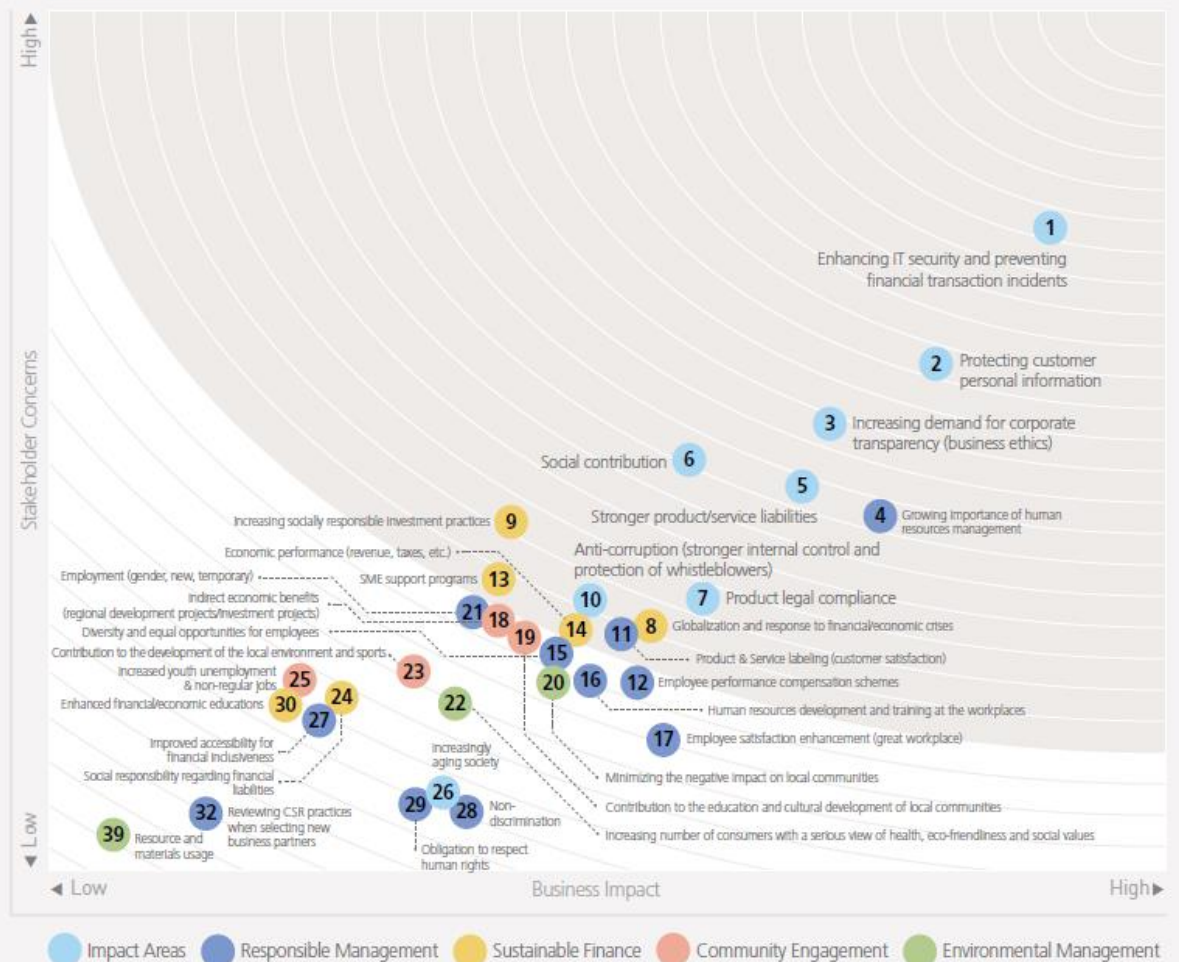 High▲
1
Enhancing IT security and preventing
financial transaction incidents
2
Protecting customer
personal information
3
Increasing demand for corporate
transparency (business ethics)
Social contribution
6
5
Stronger product/service liabilities
4
Growing importance of human
resources management
Stakeholder Concerns
Increasing socially responsible investment practices
9
Anti-corruption (stronger internal control and
protection of whistleblowers)
10
Economic performance (revenue, taxes, etc.)
14
SME support programs
13
7
Product legal compliance
Employment (gender, new, temporary)
21
Indirect economic benefits
(regional development projects/investment projects)
18
19
11
8
Globalization and response to financial/economic crises
Diversity and equal opportunities for employees
15
Product & Service labeling (customer satisfaction)
Contribution to the development of the local environment and sports
23
20
16
12
Employee performance compensation schemes
Increased youth unemployment
& non-regular jobs
25
Enhanced financial/economic educations
30
27
24
22
Human resources development and training at the workplaces
17
Employee satisfaction enhancement (great workplace)
Improved accessibility for
financial inclusiveness
Increasingly
aging society
Social responsibility regarding financial
liabilities
Minimizing the negative impact on local communities
26
29
28
Non-
discrimination
Contribution to the education and cultural development of local communities
32
Reviewing CSR practices
when selecting new
business partners
39
Resource and
materials usage
Increasing number of consumers with a serious view of health, eco-friendliness and social values
Obligation to respect
human rights
◀ Low
◀ Low
Business Impact
High▶
Impact Areas
Responsible Management
Sustainable Finance
Community Engagement
Environmental Management